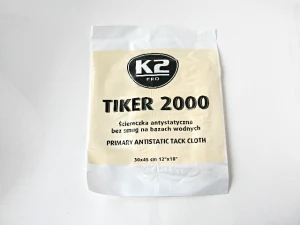 K2
PRO
TIKER 2000
Ściereczka antystatyczna
bez smug na bazach wodnych
PRIMARY ANTISTATIC TACK CLOTH
30x45 cm 12"x18"